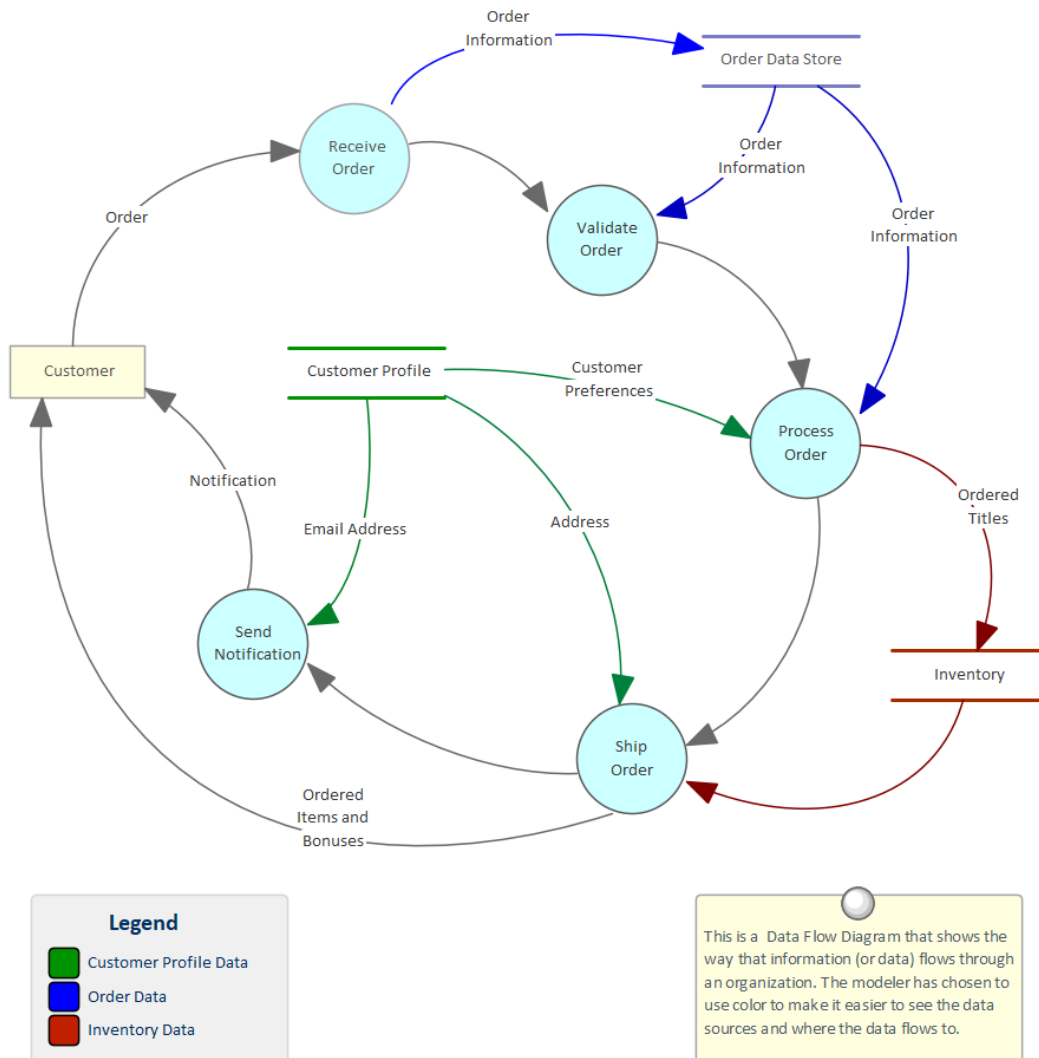 Order
Information
Order Data Store
Receive
Order
Order
Information
Order
Validate
Order
Order
Information
Customer
Customer Profile
Customer
Preferences
Process
Order
Notification
Email Address
Address
Ordered
Titles
Send
Notification
Inventory
Ship
Order
Ordered
Items and
Bonuses
Legend
Customer Profile Data
Order Data
Inventory Data
This is a Data Flow Diagram that shows the
way that information (or data) flows through
an organization. The modeler has chosen to
use color to make it easier to see the data
sources and where the data flows to.